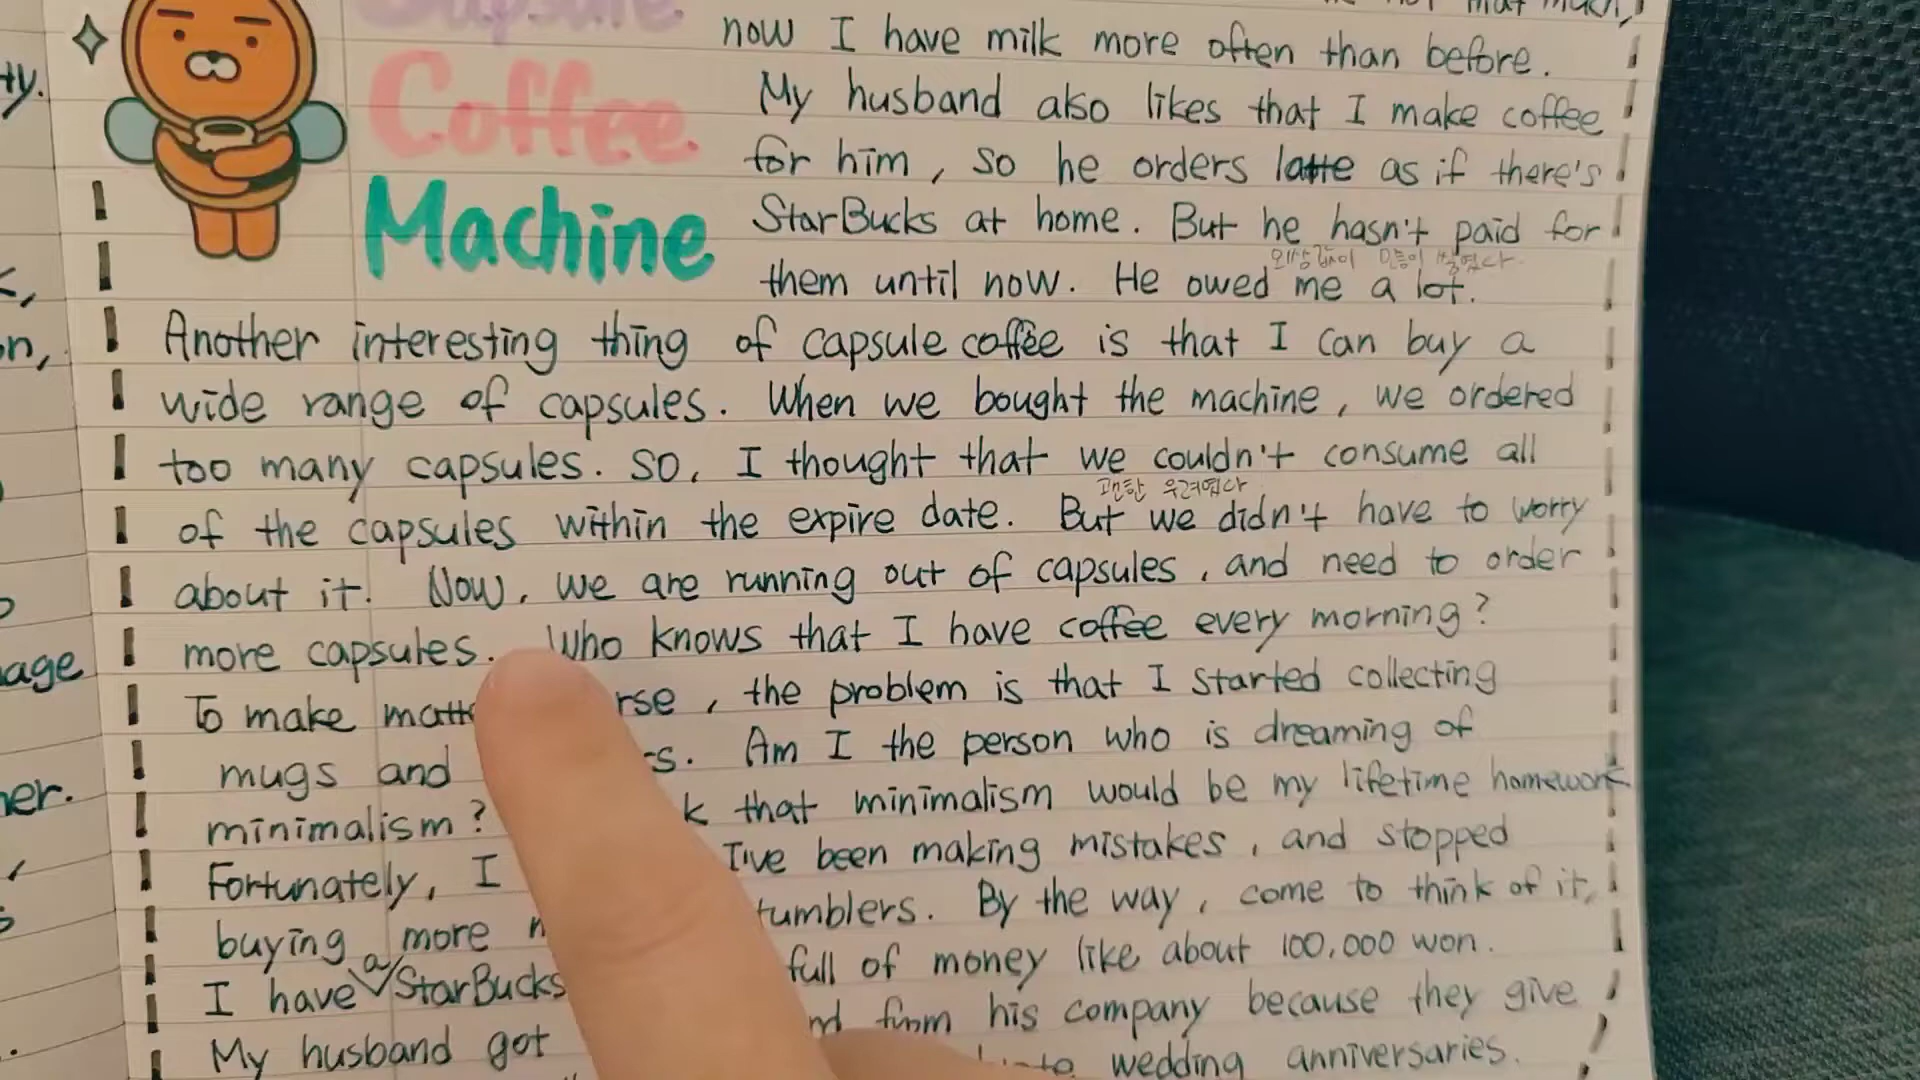 Capsule
Coffee
Machine
that much,
now I have milk more often than before.
My husband also likes that I make coffee
for him, so he orders latte as if there's
StarBucks at home. But he hasn't paid for
외상값이 만듬이 쌓였다
them until now. He owed me a lot.
Another interesting thing of capsule coffee is that I can buy a
wide range of capsules. When we bought the machine, we ordered
too many capsules. So, I thought that we couldn't consume all
괜한 우려였다
of the capsules within the expire date. But we didn't have to worry
about it. Now, we are running out of capsules, and need to order
more capsules. Who knows that I have coffee every morning?
To make the problem is that I started collecting
mugs and Am I the person who is dreaming of
minimalism? that minimalism would be my lifetime homework
Fortunately, I I've been making mistakes, and stopped
buying more tumblers. By the way, come to think of it,
I have a StarBucks full of money like about 100,000 won.
My husband got from his company because they give
wedding anniversaries.
ty.
on,
age
her.